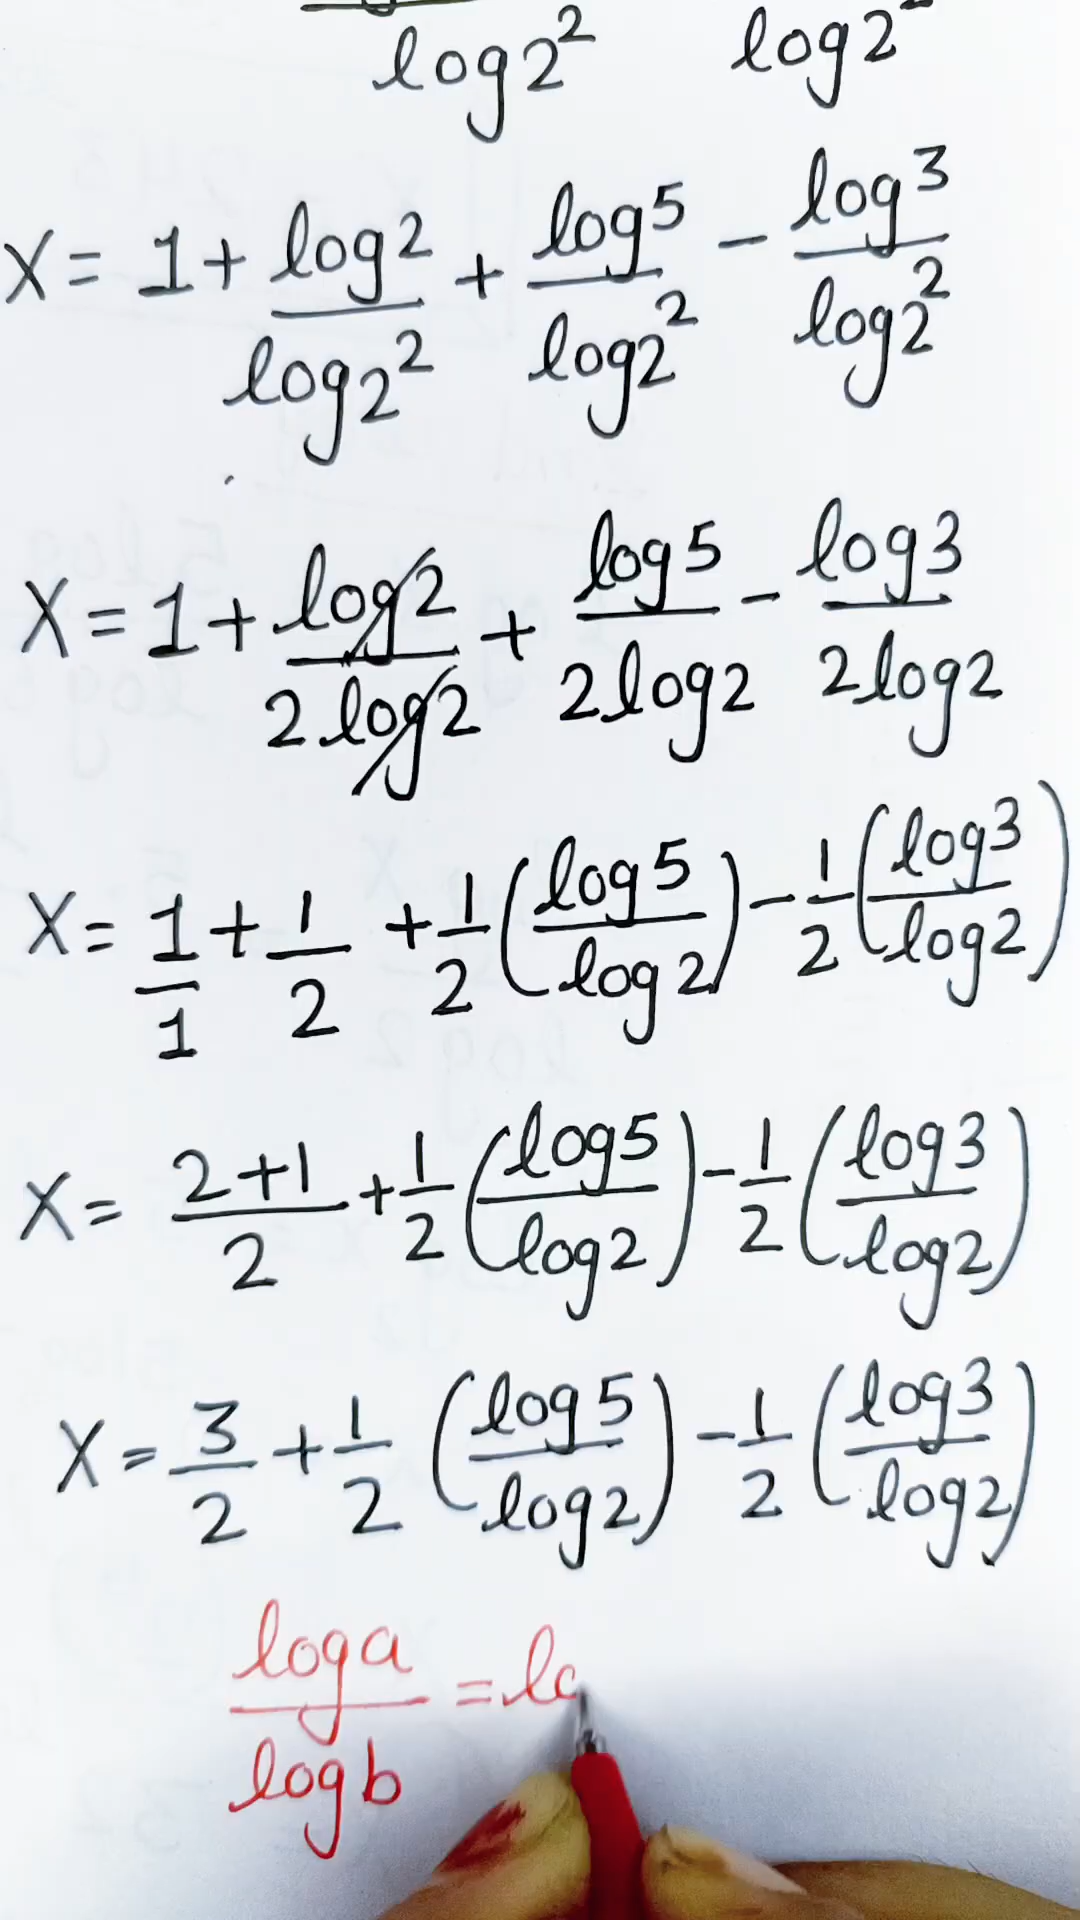 log2² log2²
X = 1 + log2/log2² + log5/log2² - log3/log2²
X = 1 + log2/2log2 + log5/2log2 - log3/2log2
X = 1/1 + 1/2 + 1/2 (log5/log2) - 1/2 (log3/log2)
X = 2+1/2 + 1/2 (log5/log2) - 1/2 (log3/log2)
X = 3/2 + 1/2 (log5/log2) - 1/2 (log3/log2)
loga/logb = lo